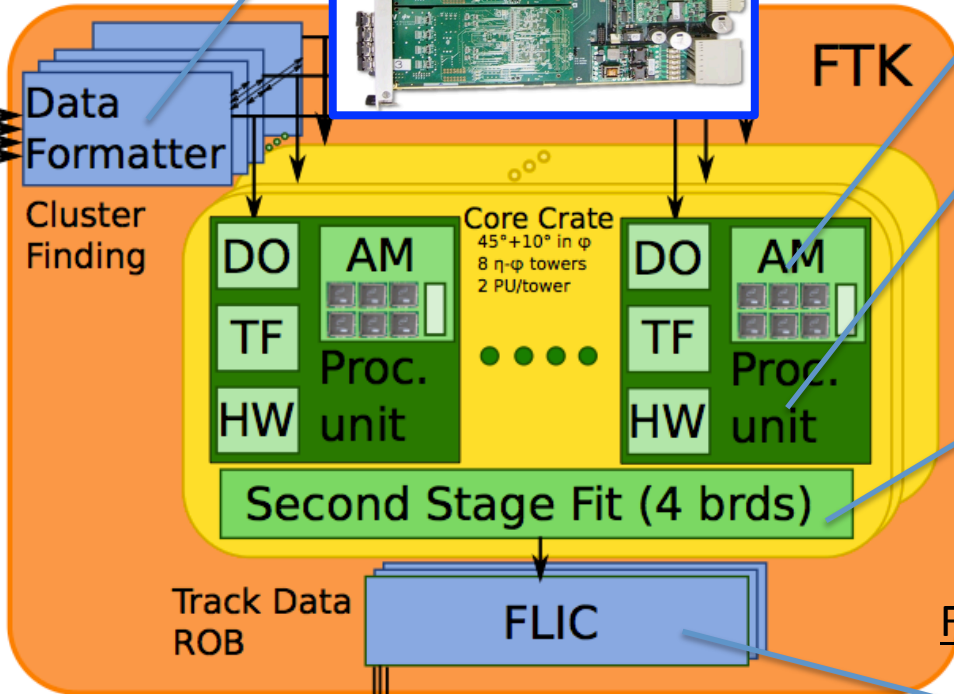 FTK
Data
Formatter
Cluster
Finding
Core Crate
45°+10° in φ
8 η-φ towers
2 PU/tower
DO
AM
TF
Proc.
HW
unit
DO
AM
TF
Proc.
HW
unit
Second Stage Fit (4 brds)
Track Data
ROB
FLIC